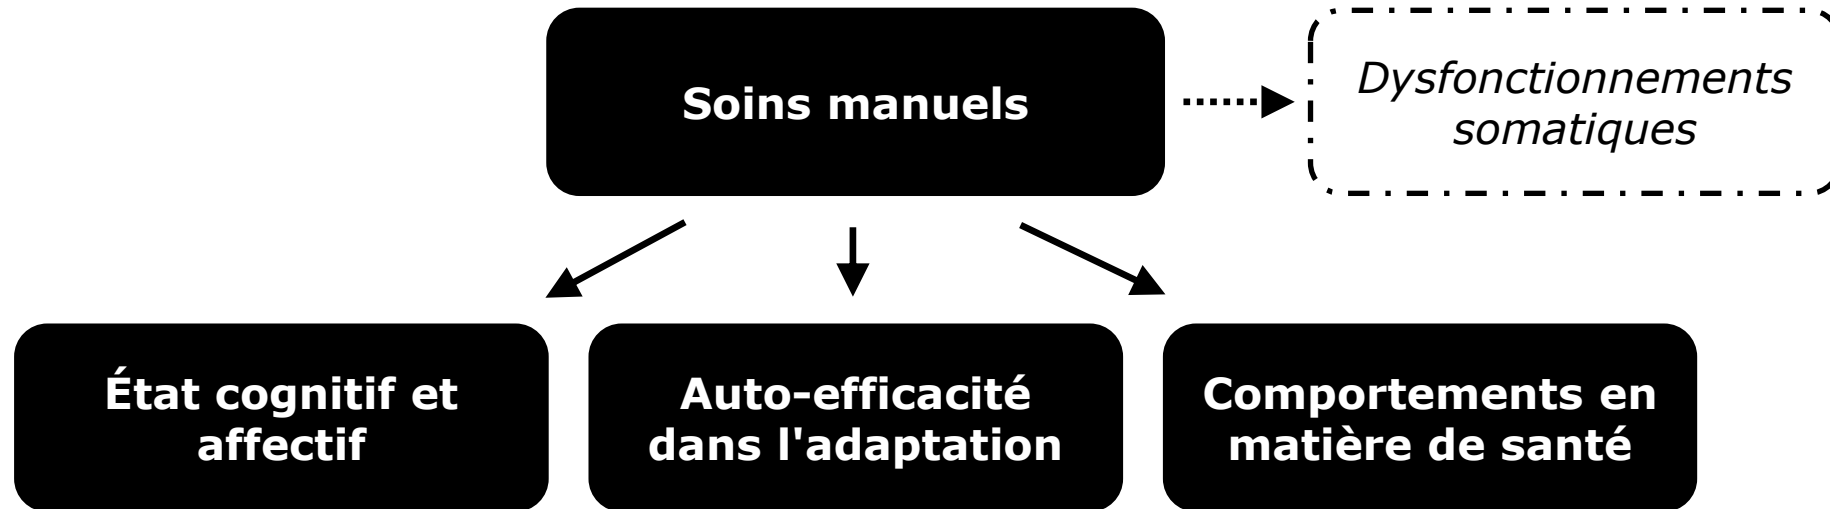 Soins manuels
Dysfonctionnements
somatiques
État cognitif et
affectif
Auto-efficacité
dans l'adaptation
Comportements en
matière de santé